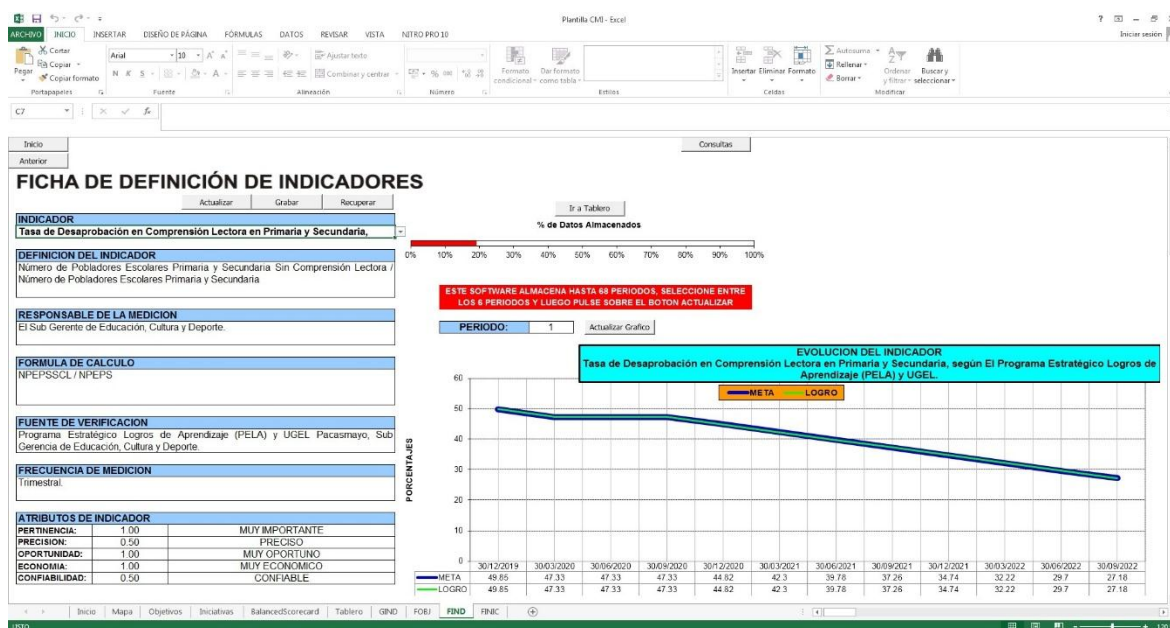 Plantilla CMI - Excel
Iniciar sesión
ARCHIVO INICIO INSERTAR DISEÑO DE PÁGINA FÓRMULAS DATOS REVISAR VISTA NITRO PRO 10
Cortar
Copiar
Copiar formato
Pegar
Portapapeles
Arial 10
N K S
Fuente
Ajustar texto
Combinar y centrar
Alineación
Número
Formato condicional
Dar formato como tabla
Estilos
Insertar Eliminar Formato
Celdas
Autosuma
Rellenar
Borrar
Ordenar y filtrar
Buscar y seleccionar
Modificar
C7
Inicio
Anterior
Consultas
FICHA DE DEFINICIÓN DE INDICADORES
Actualizar Grabar Recuperar
INDICADOR
Tasa de Desaprobación en Comprensión Lectora en Primaria y Secundaria,
DEFINICION DEL INDICADOR
Número de Pobladores Escolares Primaria y Secundaria Sin Comprensión Lectora /
Número de Pobladores Escolares Primaria y Secundaria
RESPONSABLE DE LA MEDICION
El Sub Gerente de Educación, Cultura y Deporte.
FORMULA DE CALCULO
NPEPSSCL / NPEPS
FUENTE DE VERIFICACION
Programa Estratégico Logros de Aprendizaje (PELA) y UGEL Pacasmayo, Sub
Gerencia de Educación, Cultura y Deporte.
FRECUENCIA DE MEDICION
Trimestral.
ATRIBUTOS DE INDICADOR
PERTINENCIA: 1.00 MUY IMPORTANTE
PRECISION: 0.50 PRECISO
OPORTUNIDAD: 1.00 MUY OPORTUNO
ECONOMIA: 1.00 MUY ECONOMICO
CONFIABILIDAD: 0.50 CONFIABLE
Ir a Tablero
% de Datos Almacenados
0% 10% 20% 30% 40% 50% 60% 70% 80% 90% 100%
ESTE SOFTWARE ALMACENA HASTA 68 PERIODOS, SELECCIONE ENTRE
LOS 6 PERIODOS Y LUEGO PULSE SOBRE EL BOTON ACTUALIZAR
PERIODO: 1 Actualizar Grafico
EVOLUCION DEL INDICADOR
Tasa de Desaprobación en Comprensión Lectora en Primaria y Secundaria, según El Programa Estratégico Logros de
Aprendizaje (PELA) y UGEL.
META LOGRO
PORCENTAJES
60
50
40
30
20
10
0
30/12/2019 30/03/2020 30/06/2020 30/09/2020 30/12/2020 30/03/2021 30/06/2021 30/09/2021 30/12/2021 30/03/2022 30/06/2022 30/09/2022
META 49.85 47.33 47.33 47.33 44.82 42.3 39.78 37.26 34.74 32.22 29.7 27.18
LOGRO 49.85 47.33 47.33 47.33 44.82 42.3 39.78 37.26 34.74 32.22 29.7 27.18
Inicio Mapa Objetivos Iniciativas BalancedScorecard Tablero GIND FOBJ FIND FINIC
LISTO